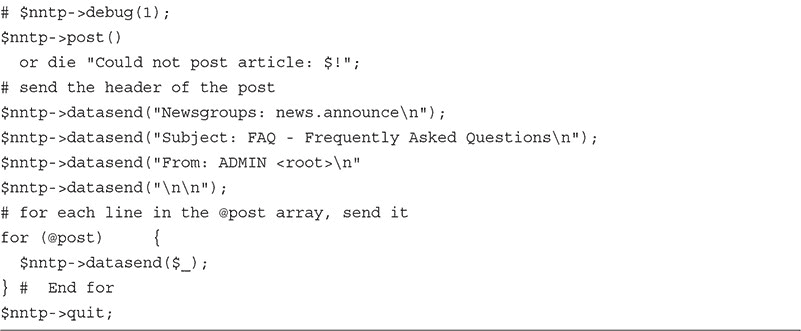 # $nntp->debug(1);
$nntp->post()
  or die "Could not post article: $!";
# send the header of the post
$nntp->datasend("Newsgroups: news.announce\n");
$nntp->datasend("Subject: FAQ - Frequently Asked Questions\n");
$nntp->datasend("From: ADMIN <root>\n"
$nntp->datasend("\n\n");
# for each line in the @post array, send it
for (@post)     {
  $nntp->datasend($_);
} #  End for
$nntp->quit;